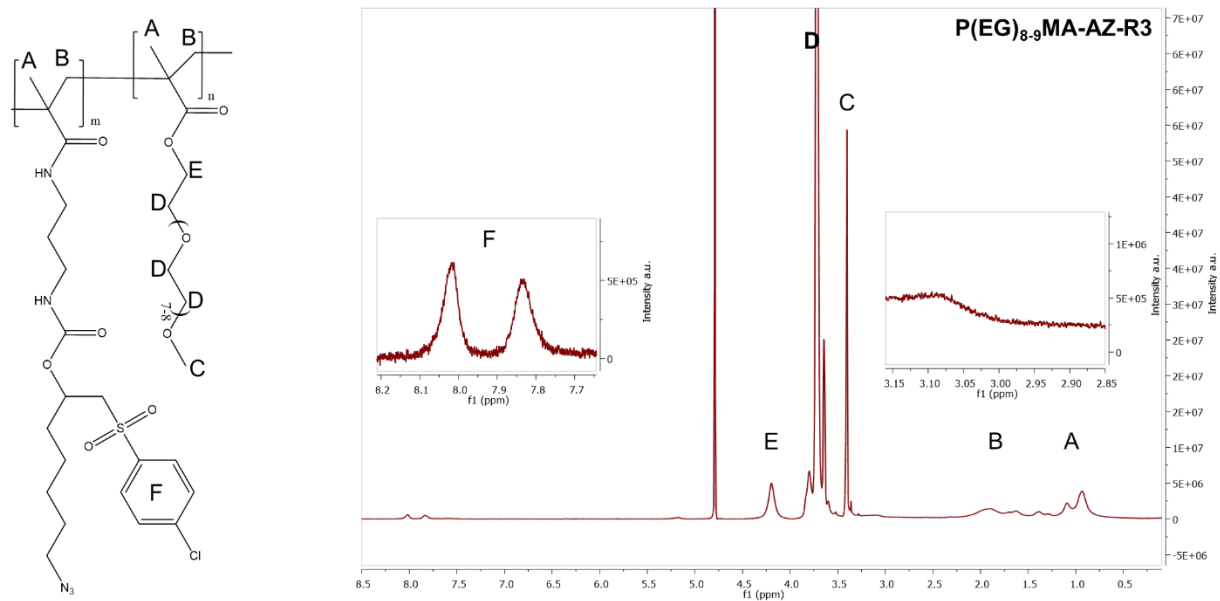 A
B
A
B
m
n
O
O
HN
O
E
D
O
D
D
7-8
O
C
HN
O
O
O
S
O
F
Cl
N3
P(EG)8-9MA-AZ-R3
D
C
E
B
A
7E+07
7E+07
6E+07
6E+07
5E+07
5E+07
4E+07
4E+07
3E+07
3E+07
2E+07
2E+07
2E+07
1E+07
5E+06
0
-5E+06
Intensity a.u.
8.5 8.0 7.5 7.0 6.5 6.0 5.5 5.0 4.5 4.0 3.5 3.0 2.5 2.0 1.5 1.0 0.5
f1 (ppm)
F
5E+05
0
Intensity a.u.
8.2 8.1 8.0 7.9 7.8 7.7
f1 (ppm)
1E+06
5E+05
0
Intensity a.u.
3.15 3.10 3.05 3.00 2.95 2.90 2.85
f1 (ppm)